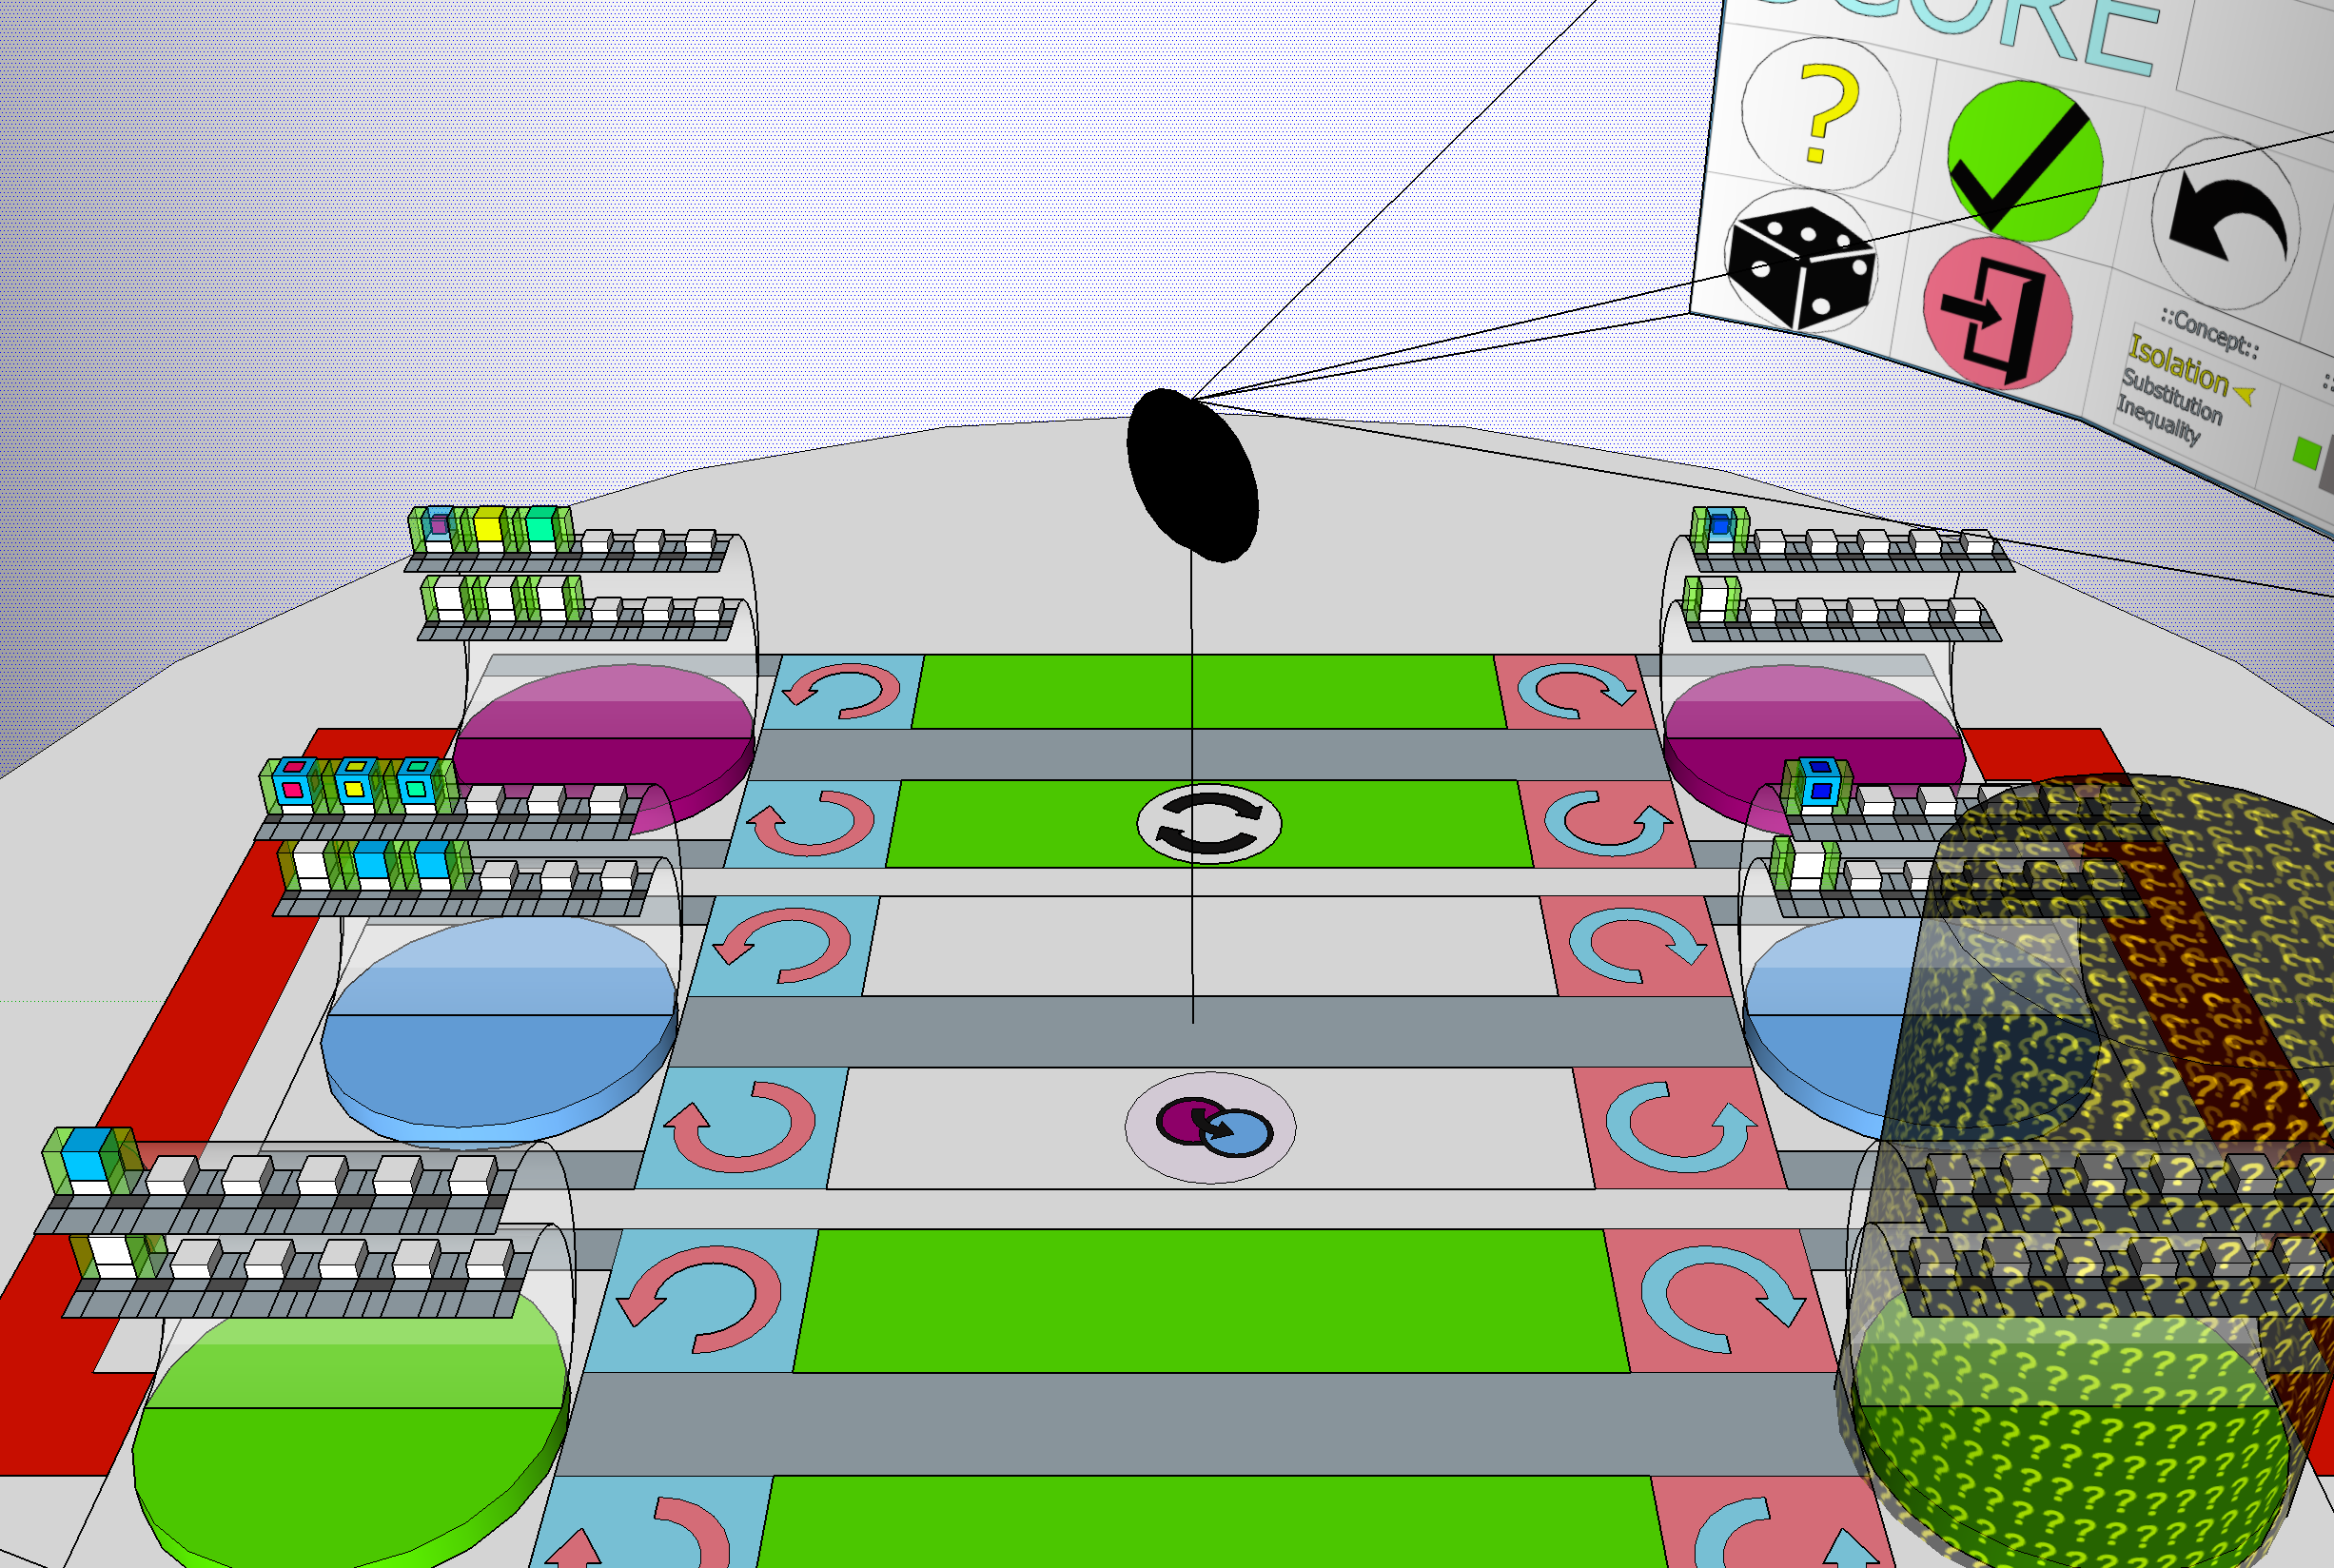 SCORE
?
::Concept::
Isolation
Substitution
Inequality